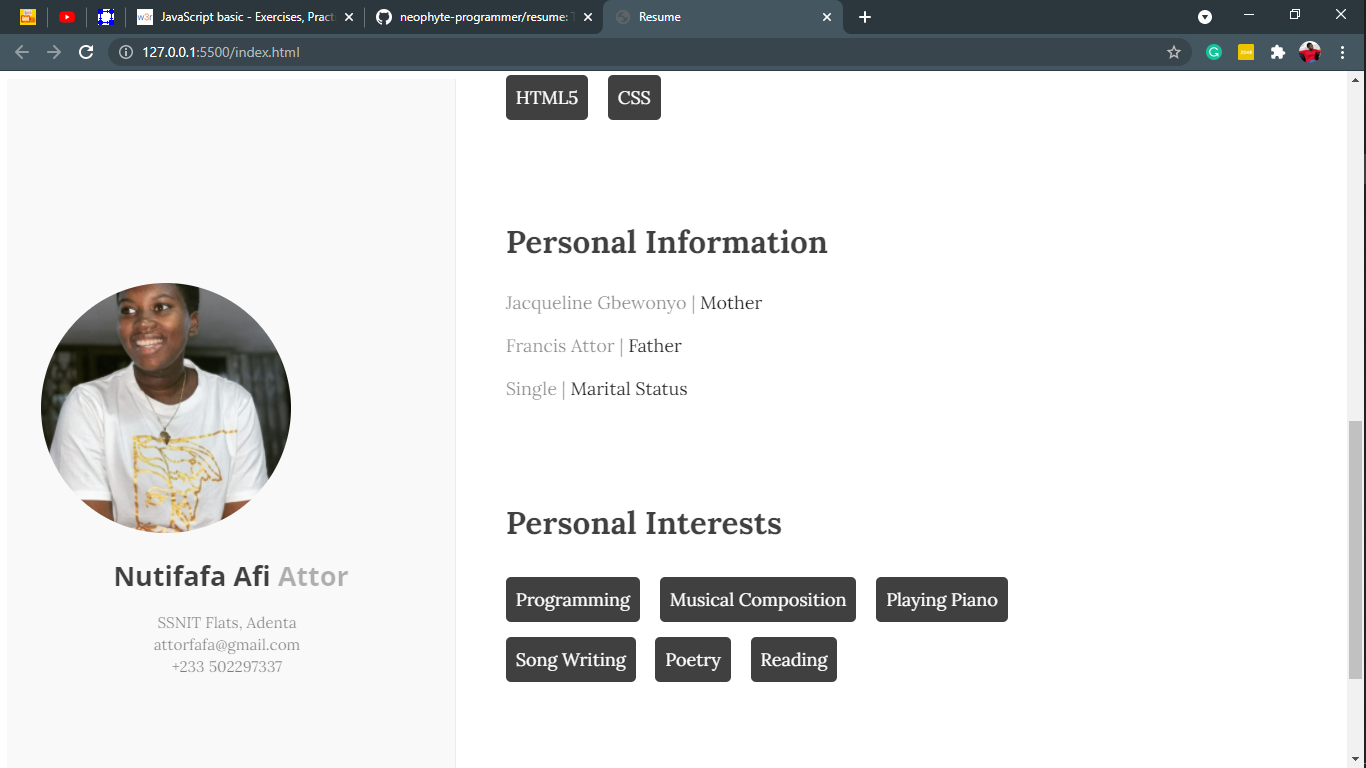 w3r JavaScript basic - Exercises, Pract
neophyte-programmer/resume: T
Resume
127.0.0.1:5500/index.html
HTML5 CSS
Personal Information
Jacqueline Gbewonyo | Mother
Francis Attor | Father
Single | Marital Status
Nutifafa Afi Attor
SSNIT Flats, Adenta
attorfafa@gmail.com
+233 502297337
Personal Interests
Programming Musical Composition Playing Piano
Song Writing Poetry Reading